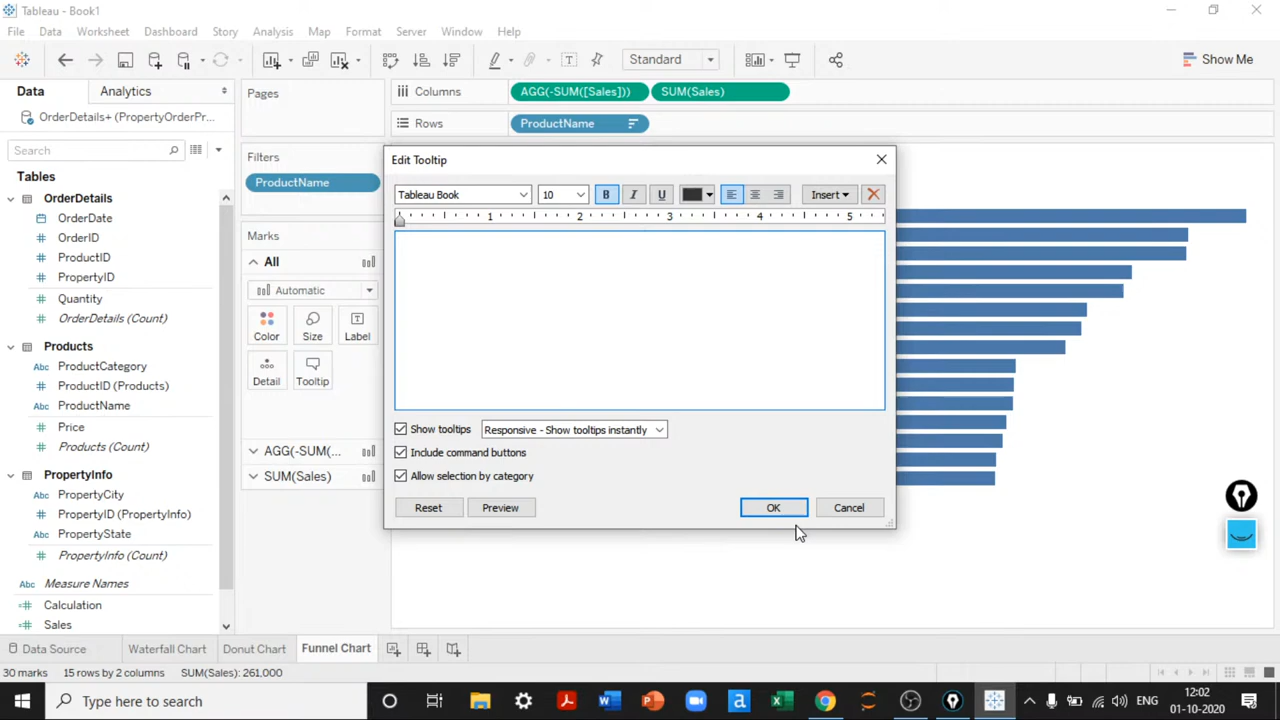 Tableau - Book1
File Data Worksheet Dashboard Story Analysis Map Format Server Window Help
Standard
Show Me
Data Analytics
OrderDetails+ (PropertyOrderPr...
Search
Tables
OrderDetails
OrderDate
# OrderID
# ProductID
# PropertyID
# Quantity
# OrderDetails (Count)
Products
Abc ProductCategory
# ProductID (Products)
Abc ProductName
# Price
# Products (Count)
PropertyInfo
Abc PropertyCity
# PropertyID (PropertyInfo)
Abc PropertyState
# PropertyInfo (Count)
Abc Measure Names
=# Calculation
=# Sales
Pages
Filters
ProductName
Marks
All
Automatic
Color Size Label
Detail Tooltip
AGG(-SUM(...
SUM(Sales)
Columns AGG(-SUM([Sales])) SUM(Sales)
Rows ProductName
Edit Tooltip
Tableau Book 10 B I U Insert
1 2 3 4 5
Show tooltips Responsive - Show tooltips instantly
Include command buttons
Allow selection by category
Reset Preview OK Cancel
Data Source Waterfall Chart Donut Chart Funnel Chart
30 marks 15 rows by 2 columns SUM(Sales): 261,000
Type here to search
ENG 12:02
01-10-2020